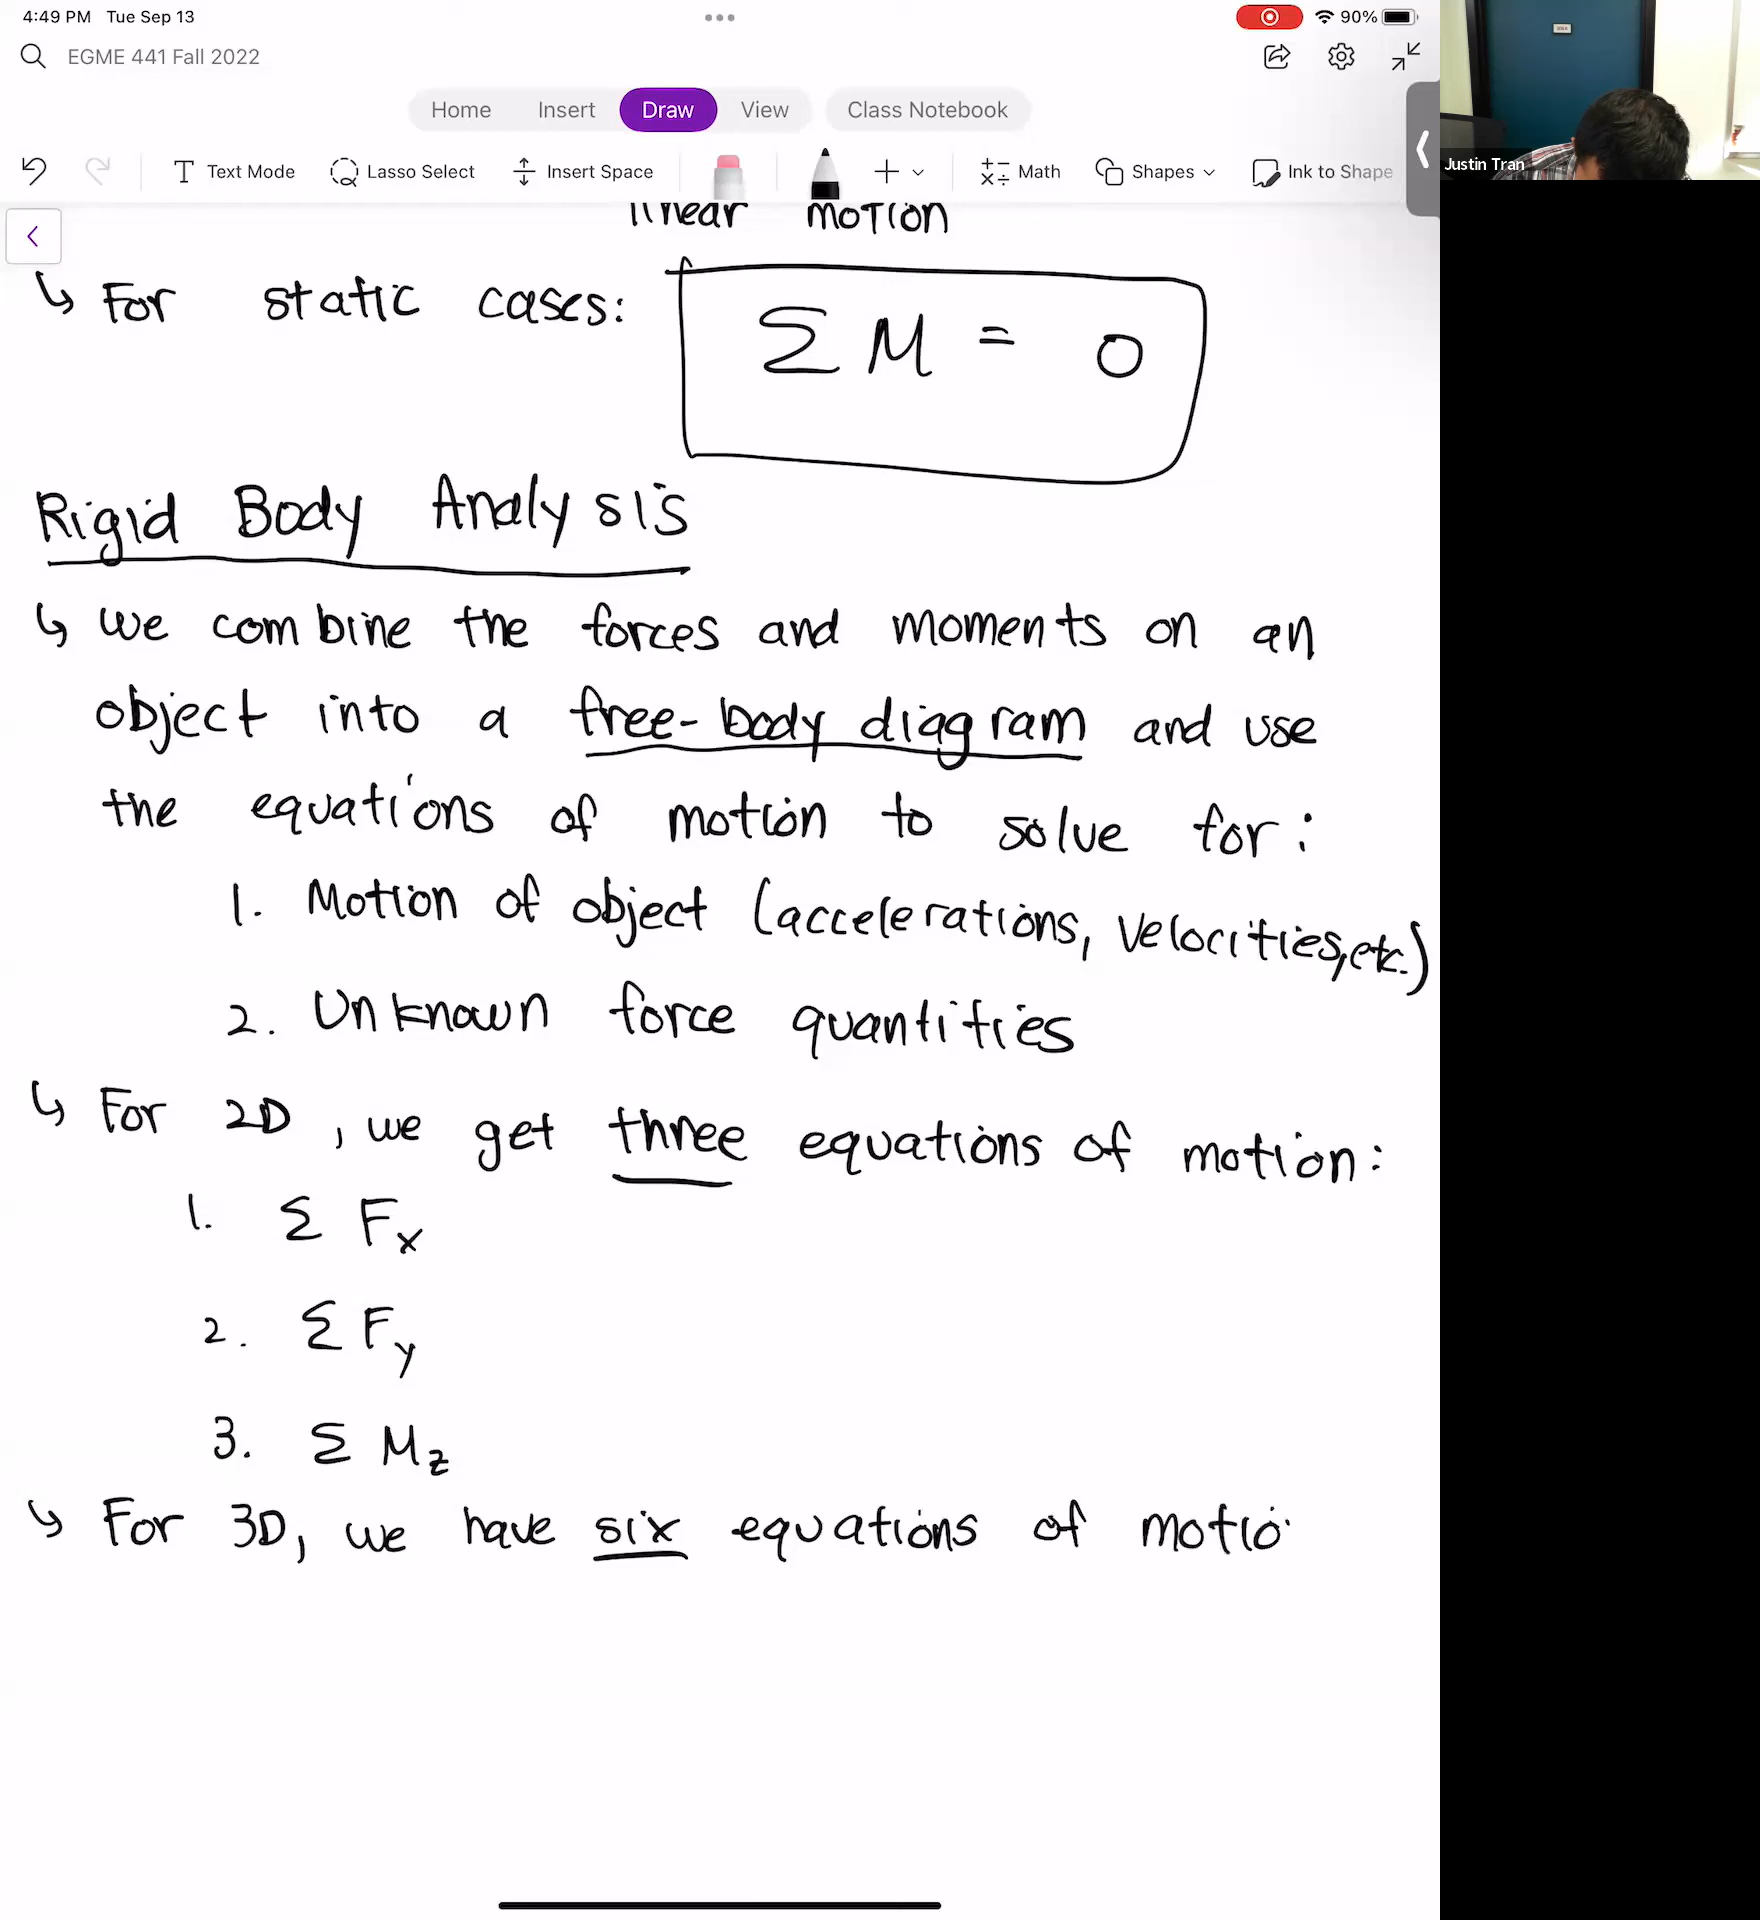 4:49 PM Tue Sep 13
90%
EGME 441 Fall 2022
Home Insert Draw View Class Notebook
Text Mode Lasso Select Insert Space Math Shapes Ink to Shape
Justin Tran
linear motion
↳ For static cases: Σ M = 0
Rigid Body Analysis
↳ we combine the forces and moments on an
object into a free-body diagram and use
the equations of motion to solve for:
1. Motion of object (accelerations, velocities, etc.)
2. Unknown force quantities
↳ For 2D, we get three equations of motion:
1. Σ Fx
2. Σ Fy
3. Σ Mz
↳ For 3D, we have six equations of motio